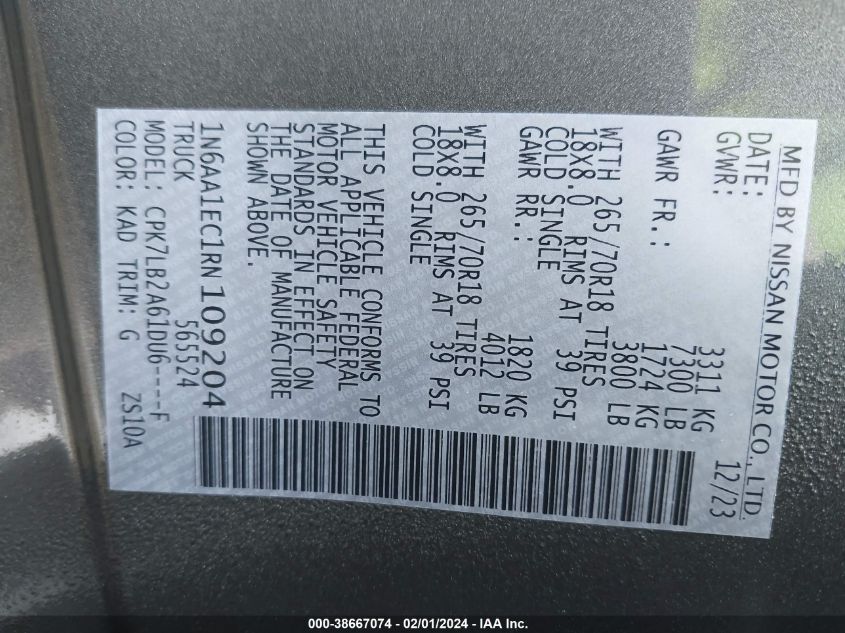 MFD BY NISSAN MOTOR CO., LTD.
DATE: 12/23
GVWR: 3311 KG
7300 LB
GAWR FR.: 1724 KG
3800 LB
WITH 265/70R18 TIRES
18X8.0 RIMS AT 39 PSI
COLD SINGLE
GAWR RR.: 1820 KG
4012 LB
WITH 265/70R18 TIRES
18X8.0 RIMS AT 39 PSI
COLD SINGLE
THIS VEHICLE CONFORMS TO
ALL APPLICABLE FEDERAL
MOTOR VEHICLE SAFETY
STANDARDS IN EFFECT ON
THE DATE OF MANUFACTURE
SHOWN ABOVE.
1N6AA1EC1RN109204
TRUCK 565524
MODEL: CPK7LB2A61DU6----F
COLOR: KAD TRIM: G ZS10A
000-38667074 - 02/01/2024 - IAA Inc.